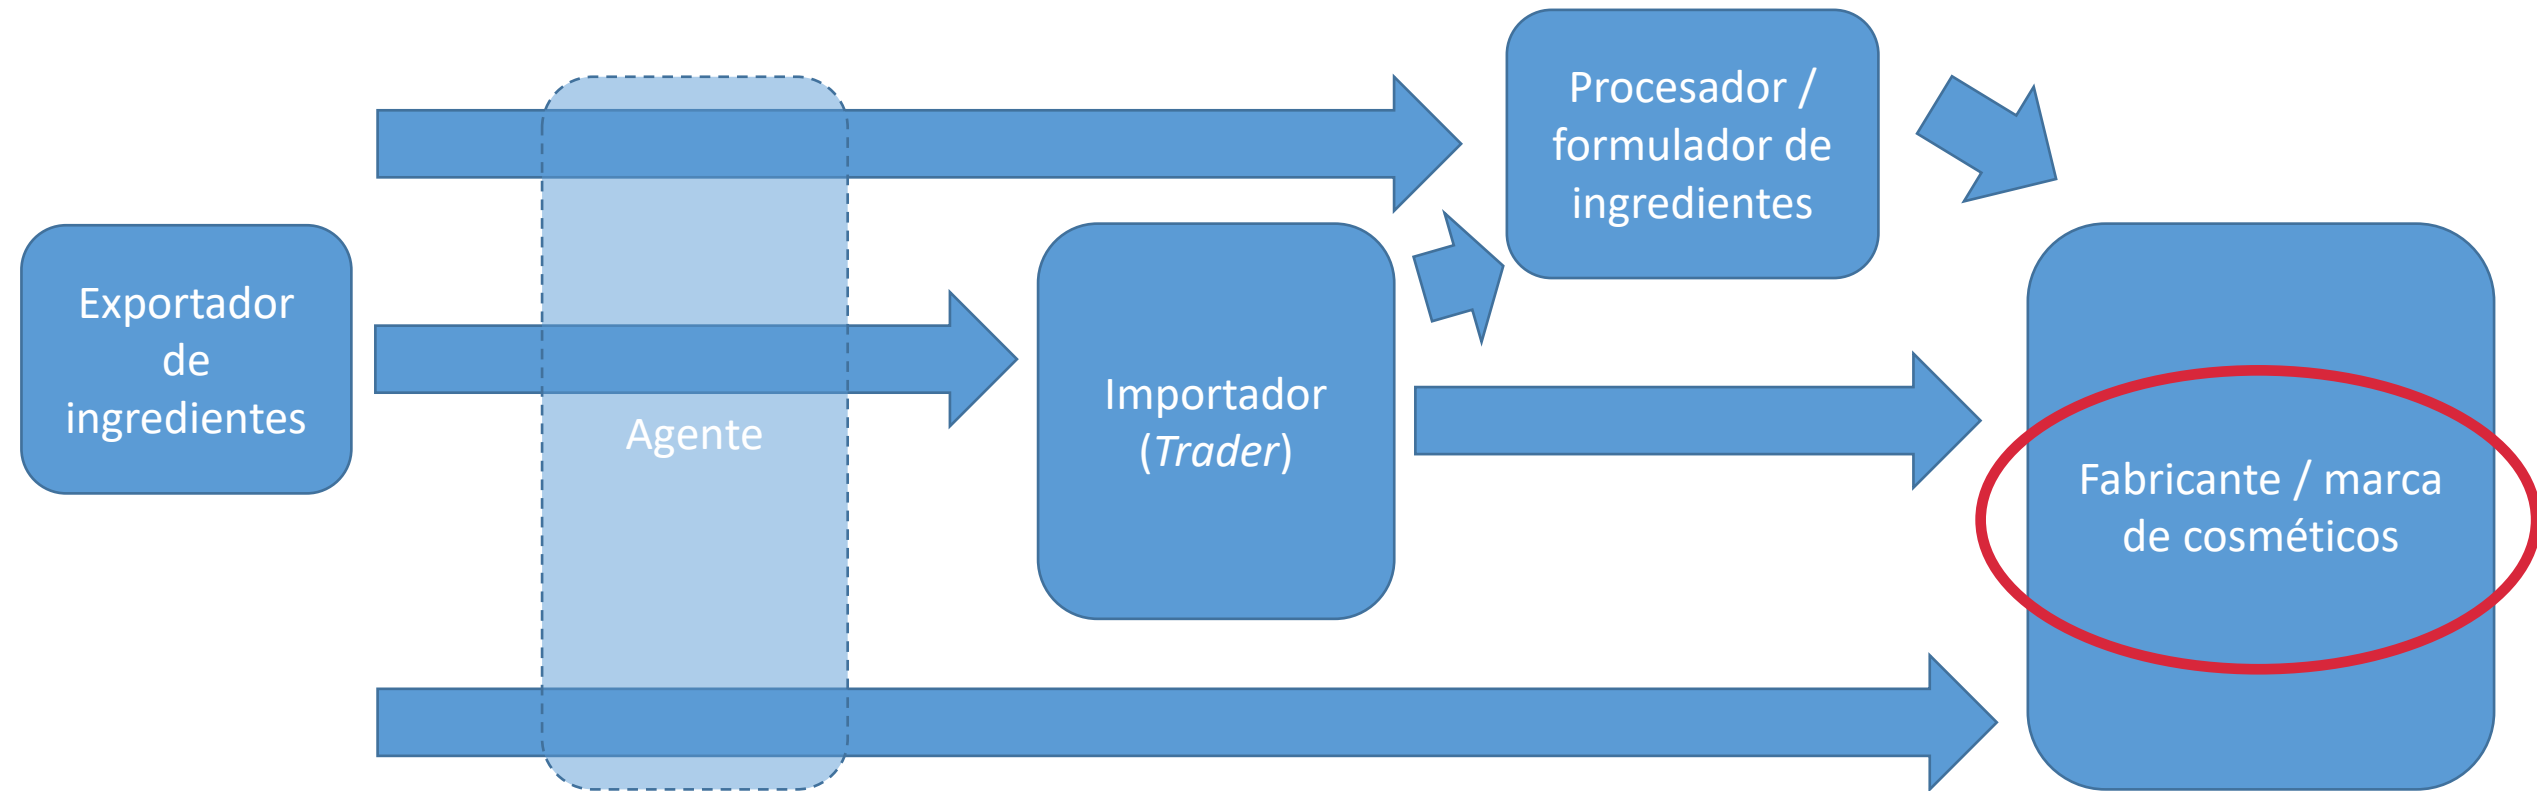 Exportador
de
ingredientes
Agente
Importador
(Trader)
Procesador /
formulador de
ingredientes
Fabricante / marca
de cosméticos